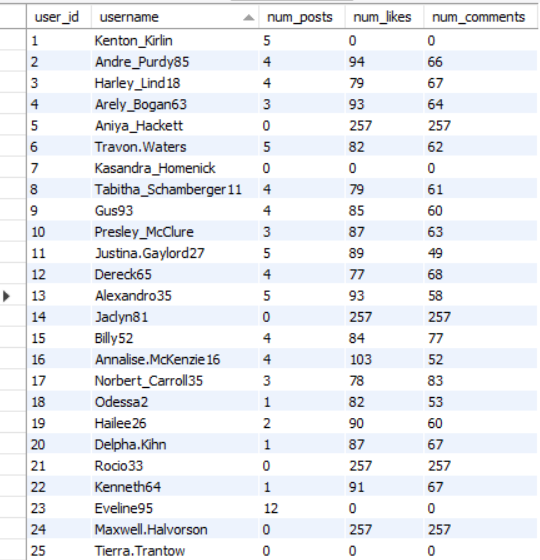 user_id username num_posts num_likes num_comments
1 Kenton_Kirlin 5 0 0
2 Andre_Purdy85 4 94 66
3 Harley_Lind18 4 79 67
4 Arely_Bogan63 3 93 64
5 Aniya_Hackett 0 257 257
6 Travon.Waters 5 82 62
7 Kasandra_Homenick 0 0 0
8 Tabitha_Schamberger11 4 79 61
9 Gus93 4 85 60
10 Presley_McClure 3 87 63
11 Justina.Gaylord27 5 89 49
12 Dereck65 4 77 68
13 Alexandro35 5 93 58
14 Jaclyn81 0 257 257
15 Billy52 4 84 77
16 Annalise.McKenzie16 4 103 52
17 Norbert_Carroll35 3 78 83
18 Odessa2 1 82 53
19 Hailee26 2 90 60
20 Delpha.Kihn 1 87 67
21 Rocio33 0 257 257
22 Kenneth64 1 91 67
23 Eveline95 12 0 0
24 Maxwell.Halvorson 0 257 257
25 Tierra.Trantow 0 0 0